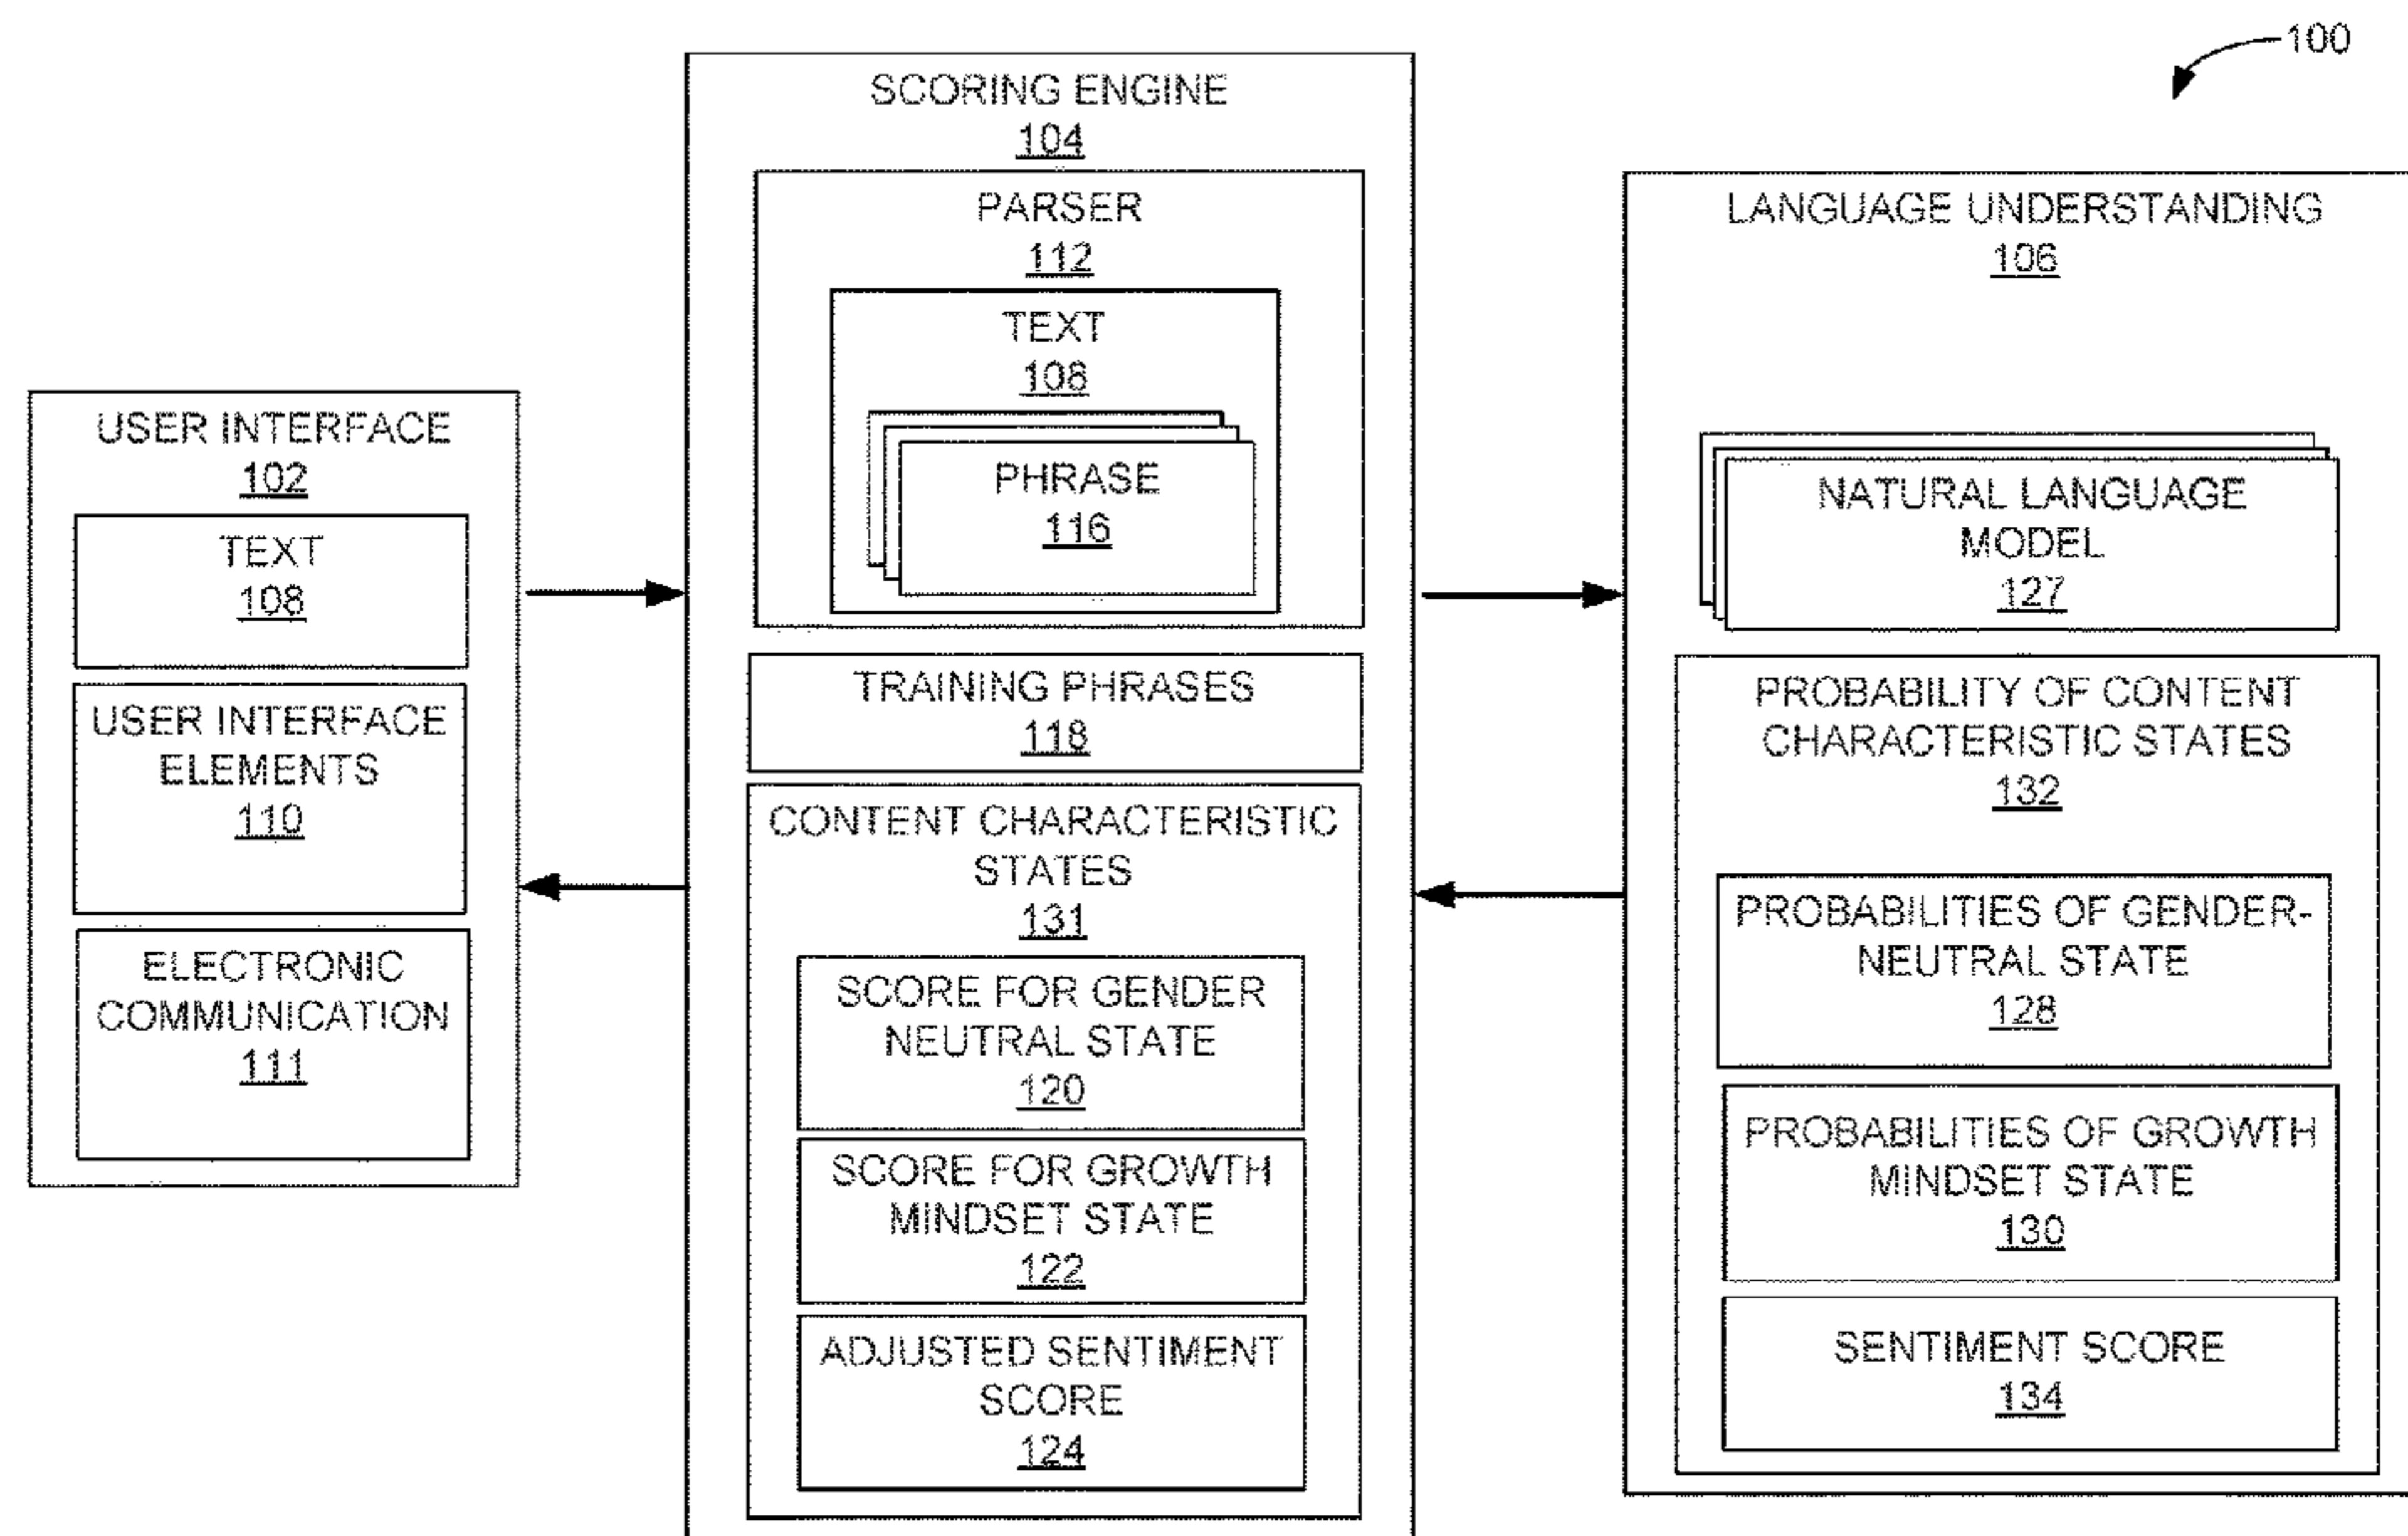 100
USER INTERFACE
102
TEXT
108
USER INTERFACE
ELEMENTS
110
ELECTRONIC
COMMUNICATION
111
SCORING ENGINE
104
PARSER
112
TEXT
108
PHRASE
116
TRAINING PHRASES
118
CONTENT CHARACTERISTIC
STATES
131
SCORE FOR GENDER
NEUTRAL STATE
120
SCORE FOR GROWTH
MINDSET STATE
122
ADJUSTED SENTIMENT
SCORE
124
LANGUAGE UNDERSTANDING
106
NATURAL LANGUAGE
MODEL
127
PROBABILITY OF CONTENT
CHARACTERISTIC STATES
132
PROBABILITIES OF GENDER-
NEUTRAL STATE
128
PROBABILITIES OF GROWTH
MINDSET STATE
130
SENTIMENT SCORE
134